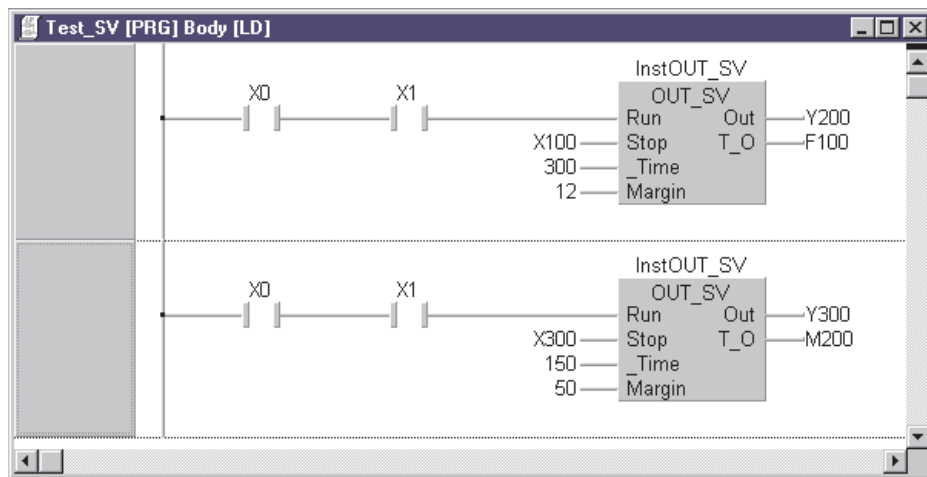 Test_SV [PRG] Body [LD]
InstOUT_SV
X0 X1 OUT_SV
Run Out Y200
X100 Stop T_O F100
300 _Time
12 Margin
InstOUT_SV
X0 X1 OUT_SV
Run Out Y300
X300 Stop T_O M200
150 _Time
50 Margin